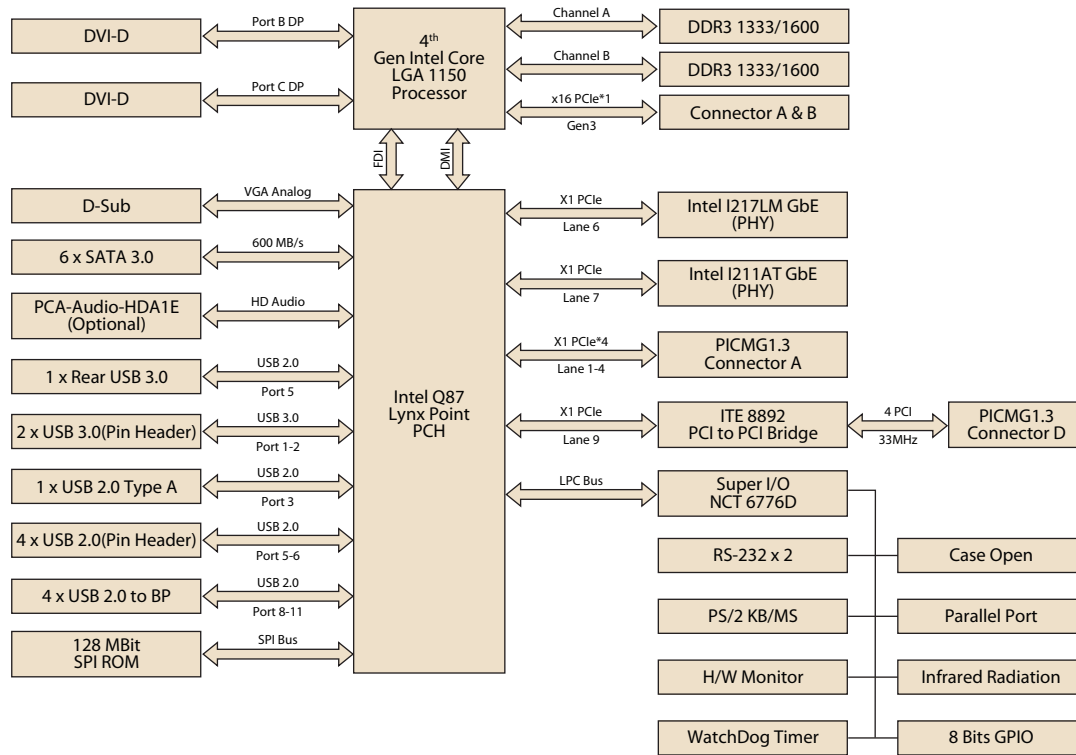 DVI-D
Port B DP
DVI-D
Port C DP
4th
Gen Intel Core
LGA 1150
Processor
Channel A
DDR3 1333/1600
Channel B
DDR3 1333/1600
x16 PCIe*1
Gen3
Connector A & B
FDI
DMI
D-Sub
VGA Analog
6 x SATA 3.0
600 MB/s
PCA-Audio-HDA1E
(Optional)
HD Audio
1 x Rear USB 3.0
USB 2.0
Port 5
2 x USB 3.0(Pin Header)
USB 3.0
Port 1-2
1 x USB 2.0 Type A
USB 2.0
Port 3
4 x USB 2.0(Pin Header)
USB 2.0
Port 5-6
4 x USB 2.0 to BP
USB 2.0
Port 8-11
128 MBit
SPI ROM
SPI Bus
Intel Q87
Lynx Point
PCH
X1 PCIe
Lane 6
Intel I217LM GbE
(PHY)
X1 PCIe
Lane 7
Intel I211AT GbE
(PHY)
X1 PCIe*4
Lane 1-4
PICMG1.3
Connector A
X1 PCIe
Lane 9
ITE 8892
PCI to PCI Bridge
4 PCI
33MHz
PICMG1.3
Connector D
LPC Bus
Super I/O
NCT 6776D
RS-232 x 2
Case Open
PS/2 KB/MS
Parallel Port
H/W Monitor
Infrared Radiation
WatchDog Timer
8 Bits GPIO